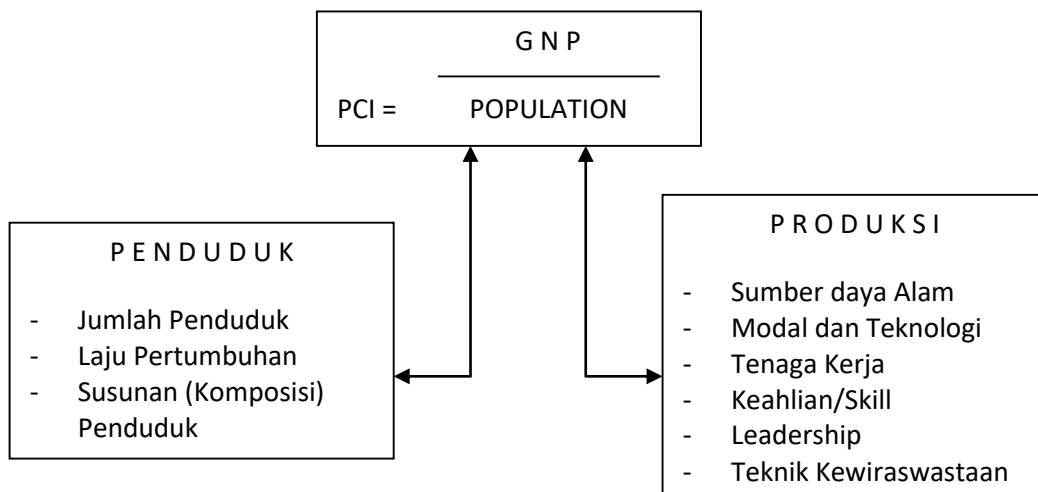 G N P
PCI = POPULATION
P E N D U D U K
- Jumlah Penduduk
- Laju Pertumbuhan
- Susunan (Komposisi)
Penduduk
P R O D U K S I
- Sumber daya Alam
- Modal dan Teknologi
- Tenaga Kerja
- Keahlian/Skill
- Leadership
- Teknik Kewiraswastaan